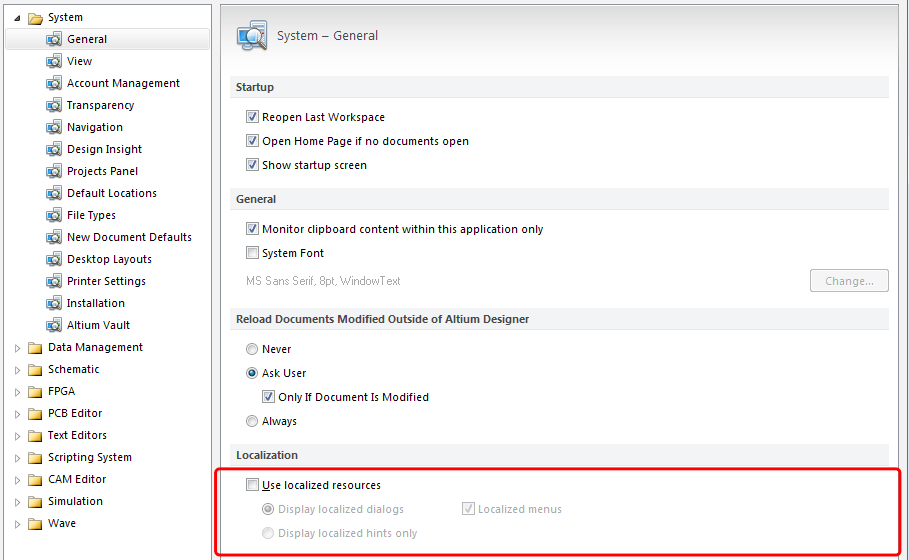 System
General
View
Account Management
Transparency
Navigation
Design Insight
Projects Panel
Default Locations
File Types
New Document Defaults
Desktop Layouts
Printer Settings
Installation
Altium Vault
Data Management
Schematic
FPGA
PCB Editor
Text Editors
Scripting System
CAM Editor
Simulation
Wave
System – General
Startup
Reopen Last Workspace
Open Home Page if no documents open
Show startup screen
General
Monitor clipboard content within this application only
System Font
MS Sans Serif, 8pt, WindowText
Change...
Reload Documents Modified Outside of Altium Designer
Never
Ask User
Only If Document Is Modified
Always
Localization
Use localized resources
Display localized dialogs Localized menus
Display localized hints only